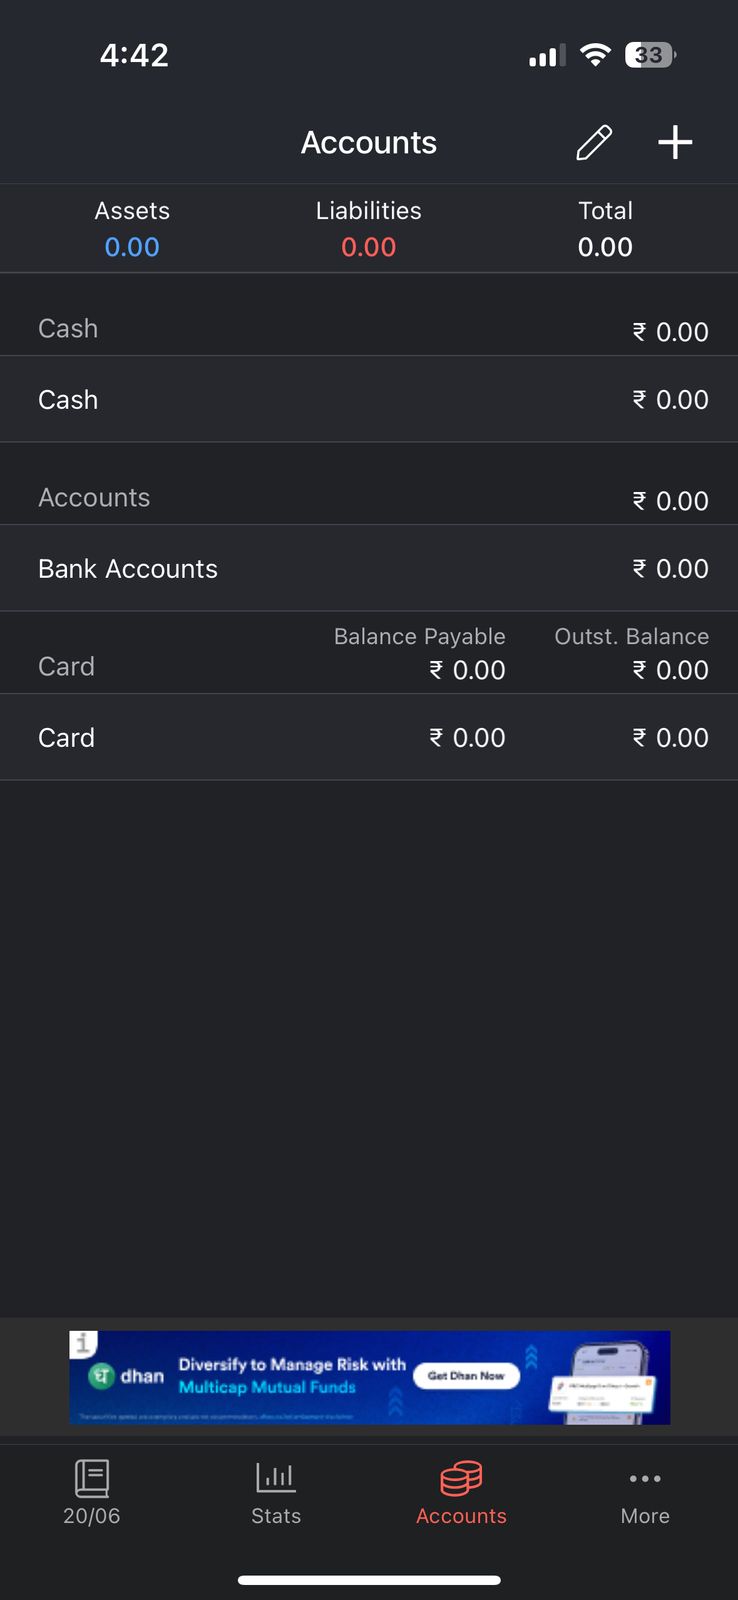 4:42
33
Accounts
Assets Liabilities Total
0.00 0.00 0.00
Cash ₹ 0.00
Cash ₹ 0.00
Accounts ₹ 0.00
Bank Accounts ₹ 0.00
Balance Payable Outst. Balance
Card ₹ 0.00 ₹ 0.00
Card ₹ 0.00 ₹ 0.00
i
ध dhan
Diversify to Manage Risk with
Multicap Mutual Funds
Get Dhan Now
20/06 Stats Accounts More